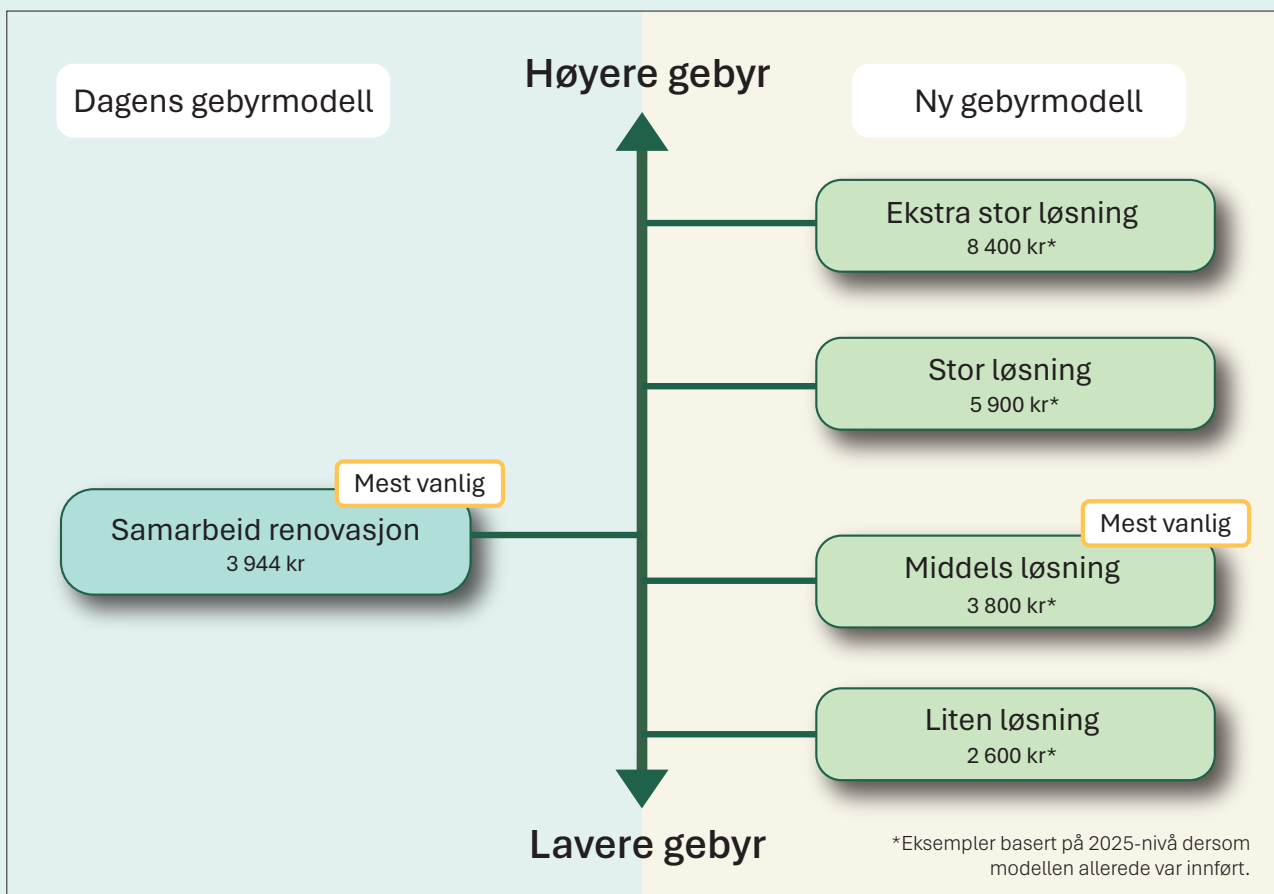 Høyere gebyr
Dagens gebyrmodell
Samarbeid renovasjon
3 944 kr
Mest vanlig
Ny gebyrmodell
Ekstra stor løsning
8 400 kr*
Stor løsning
5 900 kr*
Mest vanlig
Middels løsning
3 800 kr*
Liten løsning
2 600 kr*
Lavere gebyr
*Eksempler basert på 2025-nivå dersom
modellen allerede var innført.